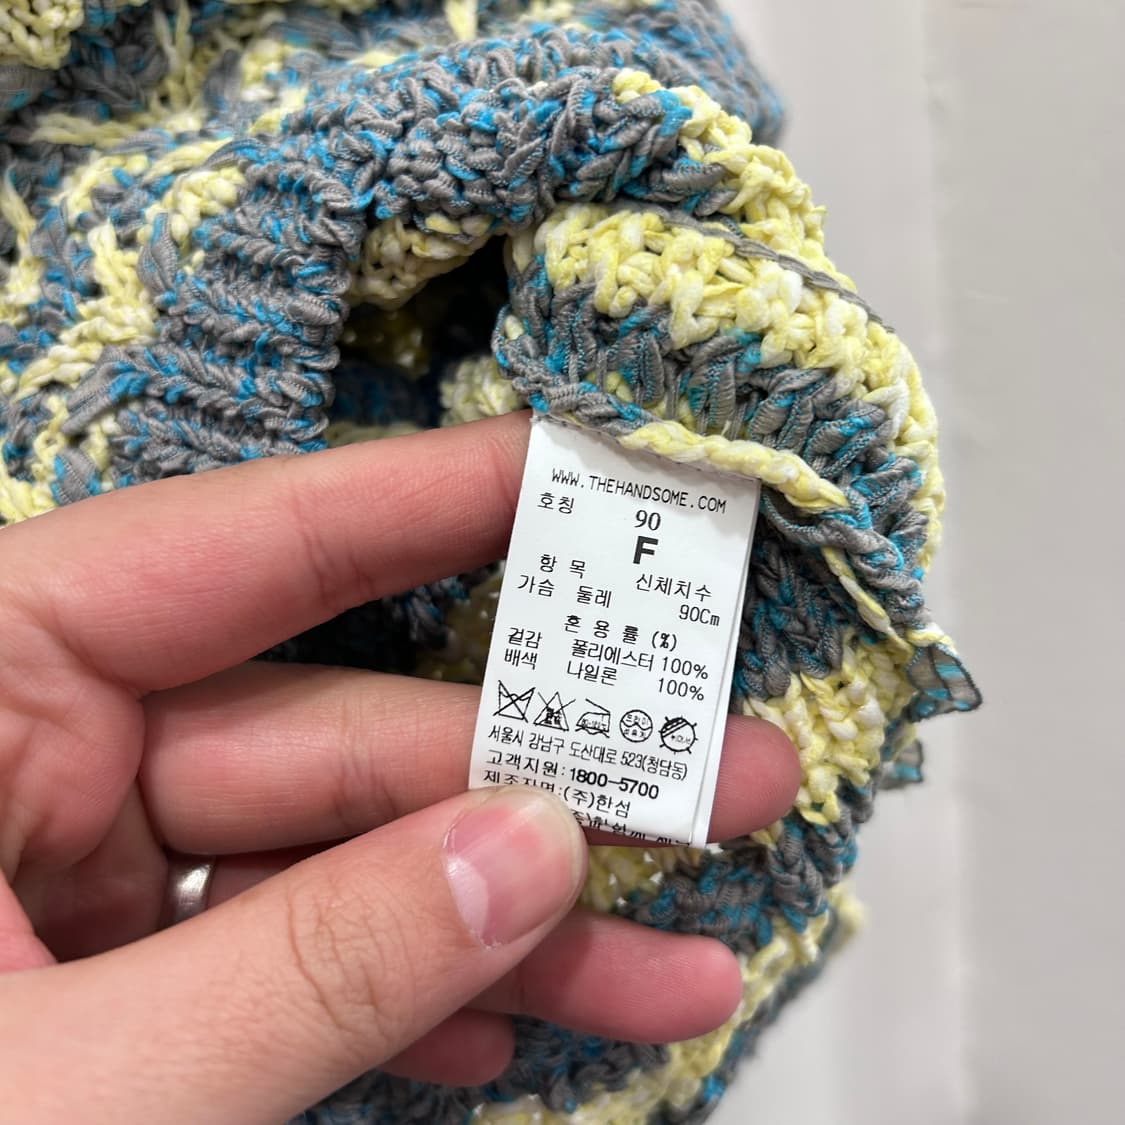 WWW.THEHANDSOME.COM
호칭 90
F
항 목 신체치수
가슴 둘레 90Cm
혼 용 률 (%)
겉감 폴리에스터 100%
배색 나일론 100%
서울시 강남구 도산대로 523(청담동)
고객지원:1800-5700
제조자명:(주)한섬